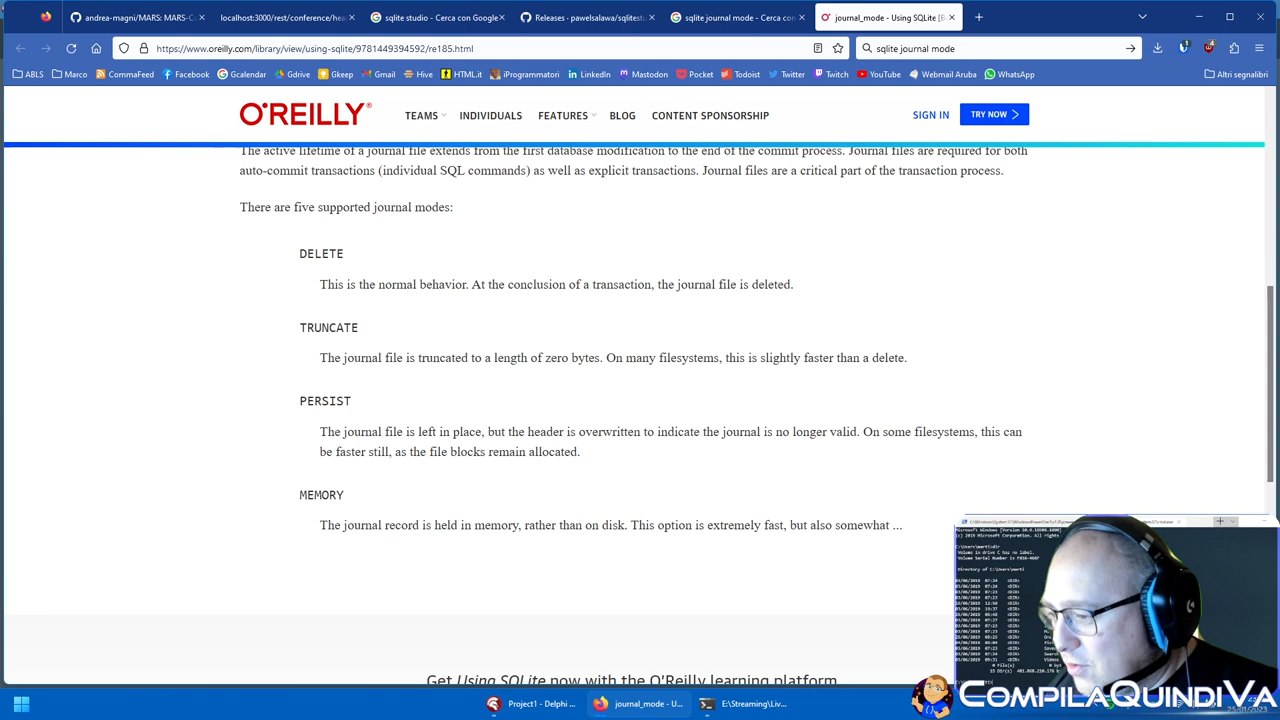 andrea-magni/MARS: MARS-C
localhost:3000/rest/conference/hea
sqlite studio - Cerca con Google
Releases · pawelsalawa/sqlitestu
sqlite journal mode - Cerca con
journal_mode - Using SQLite [B
https://www.oreilly.com/library/view/using-sqlite/9781449394592/re185.html
sqlite journal mode
ABLS Marco CommaFeed Facebook Gcalendar Gdrive Gkeep Gmail Hive HTML.it iProgrammatori LinkedIn Mastodon Pocket Todoist Twitter Twitch YouTube Webmail Aruba WhatsApp Altri segnalibri
O'REILLY® TEAMS INDIVIDUALS FEATURES BLOG CONTENT SPONSORSHIP SIGN IN TRY NOW
The active lifetime of a journal file extends from the first database modification to the end of the commit process. Journal files are required for both
auto-commit transactions (individual SQL commands) as well as explicit transactions. Journal files are a critical part of the transaction process.
There are five supported journal modes:
DELETE
This is the normal behavior. At the conclusion of a transaction, the journal file is deleted.
TRUNCATE
The journal file is truncated to a length of zero bytes. On many filesystems, this is slightly faster than a delete.
PERSIST
The journal file is left in place, but the header is overwritten to indicate the journal is no longer valid. On some filesystems, this can
be faster still, as the file blocks remain allocated.
MEMORY
The journal record is held in memory, rather than on disk. This option is extremely fast, but also somewhat ...
Get Using SQLite now with the O'Reilly learning platform.
Microsoft Windows
Directory of C:\Users\marti
COMPILAQUINDIVA
Project1 - Delphi ...
journal_mode - U...
E:\Streaming\Liv...
25/01/2023